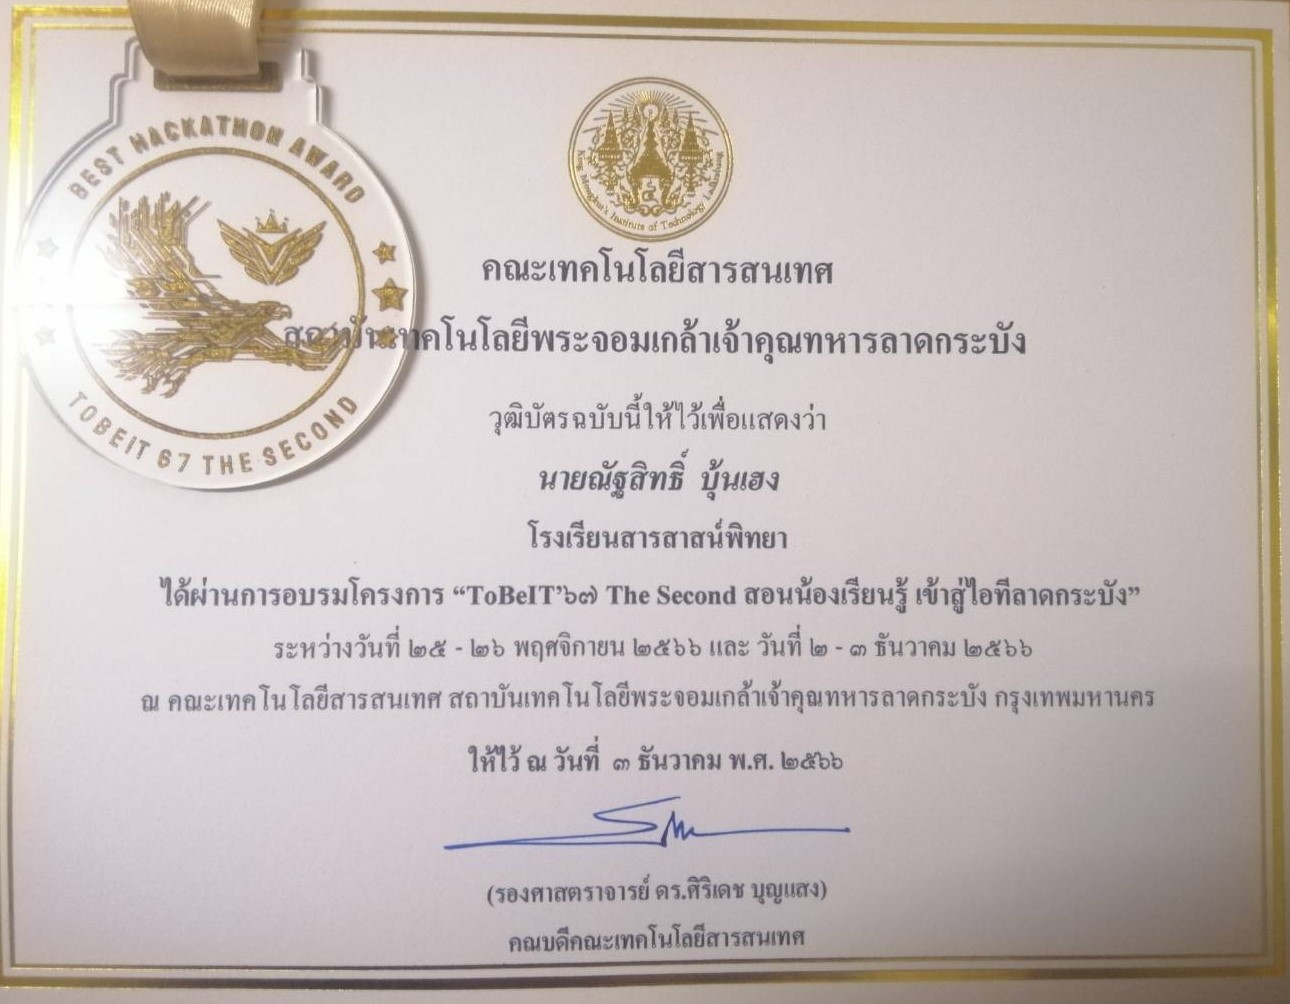 BEST HACKATHON AWARD
TOBEIT 67 THE SECOND
King Mongkut's Institute of Technology Ladkrabang
คณะเทคโนโลยีสารสนเทศ
สถาบันเทคโนโลยีพระจอมเกล้าเจ้าคุณทหารลาดกระบัง
วุฒิบัตรฉบับนี้ให้ไว้เพื่อแสดงว่า
นายณัฐสิทธิ์ บุ้นเฮง
โรงเรียนสารสาสน์พิทยา
ได้ผ่านการอบรมโครงการ “ToBeIT’๖๗ The Second สอนน้องเรียนรู้ เข้าสู่ไอทีลาดกระบัง”
ระหว่างวันที่ ๒๕ - ๒๖ พฤศจิกายน ๒๕๖๖ และ วันที่ ๒ - ๓ ธันวาคม ๒๕๖๖
ณ คณะเทคโนโลยีสารสนเทศ สถาบันเทคโนโลยีพระจอมเกล้าเจ้าคุณทหารลาดกระบัง กรุงเทพมหานคร
ให้ไว้ ณ วันที่ ๓ ธันวาคม พ.ศ. ๒๕๖๖
(รองศาสตราจารย์ ดร.ศิริเดช บุญแสง)
คณบดีคณะเทคโนโลยีสารสนเทศ